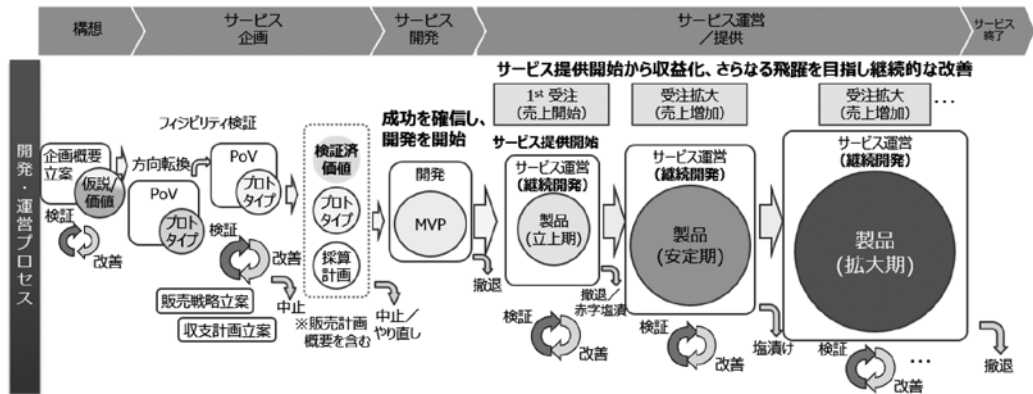 構想
サービス
企画
サービス
開発
サービス運営
／提供
サービス
終了
開発・運営プロセス
サービス提供開始から収益化、さらなる飛躍を目指し継続的な改善
1st 受注
(売上開始)
受注拡大
(売上増加)
受注拡大
(売上増加)
…
成功を確信し、
開発を開始
フィジビリティ検証
企画概要
立案
仮説
価値
検証
改善
方向転換
PoV
プロト
タイプ
PoV
プロト
タイプ
検証
改善
中止
販売戦略立案
収支計画立案
検証済
価値
プロト
タイプ
採算
計画
※販売計画
概要を含む
中止／
やり直し
開発
MVP
撤退
サービス提供開始
サービス運営
(継続開発)
製品
(立上期)
撤退／
赤字塩漬
検証
改善
サービス運営
(継続開発)
製品
(安定期)
塩漬け
検証
改善
サービス運営
(継続開発)
製品
(拡大期)
撤退
検証
改善
…